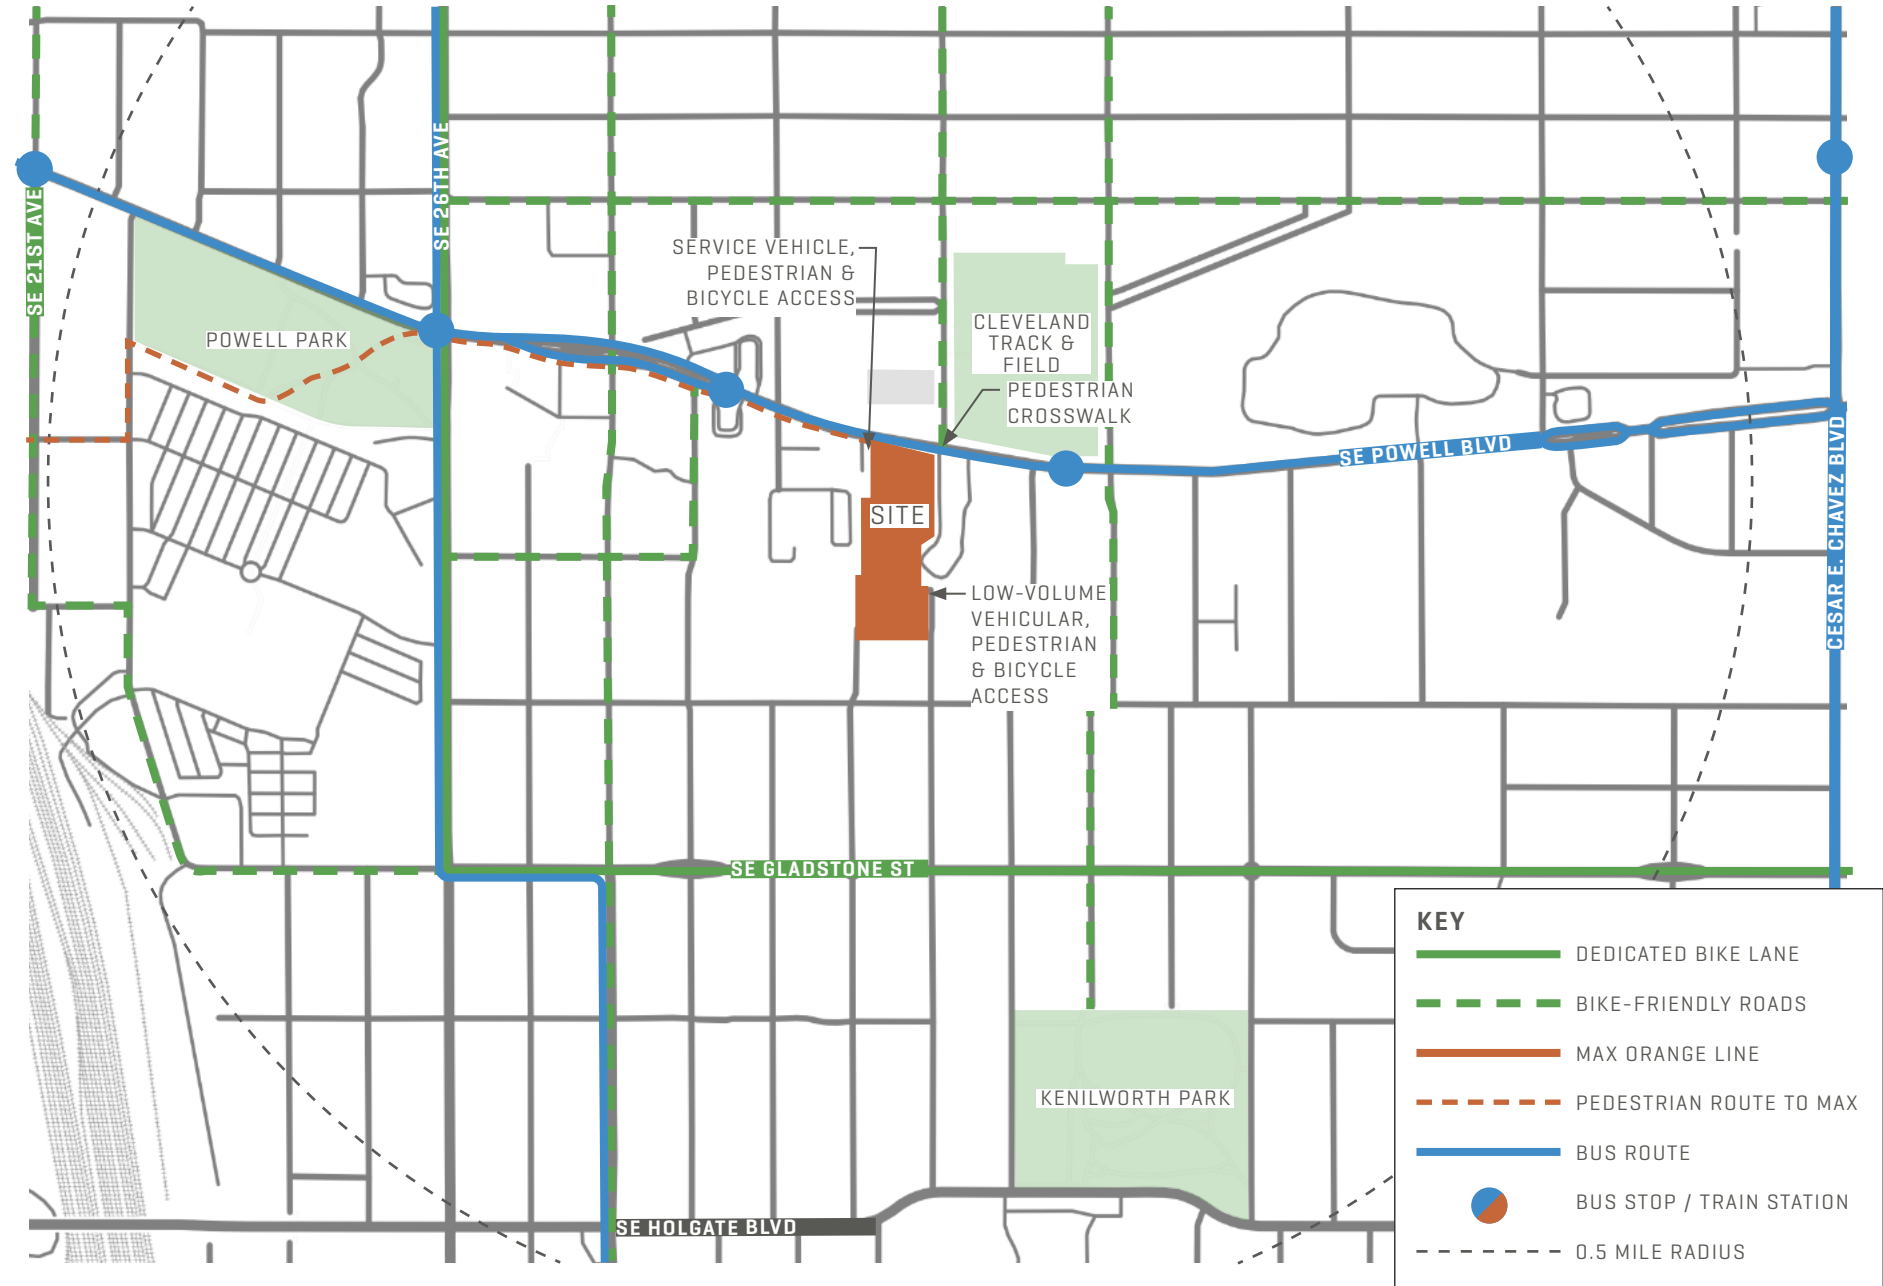 SE 21ST AVE
SE 26TH AVE
SERVICE VEHICLE,
PEDESTRIAN &
BICYCLE ACCESS
POWELL PARK
CLEVELAND
TRACK &
FIELD
PEDESTRIAN
CROSSWALK
SE POWELL BLVD
CESAR E. CHAVEZ BLVD
SITE
LOW-VOLUME
VEHICULAR,
PEDESTRIAN
& BICYCLE
ACCESS
SE GLADSTONE ST
KENILWORTH PARK
SE HOLGATE BLVD
KEY
DEDICATED BIKE LANE
BIKE-FRIENDLY ROADS
MAX ORANGE LINE
PEDESTRIAN ROUTE TO MAX
BUS ROUTE
BUS STOP / TRAIN STATION
0.5 MILE RADIUS